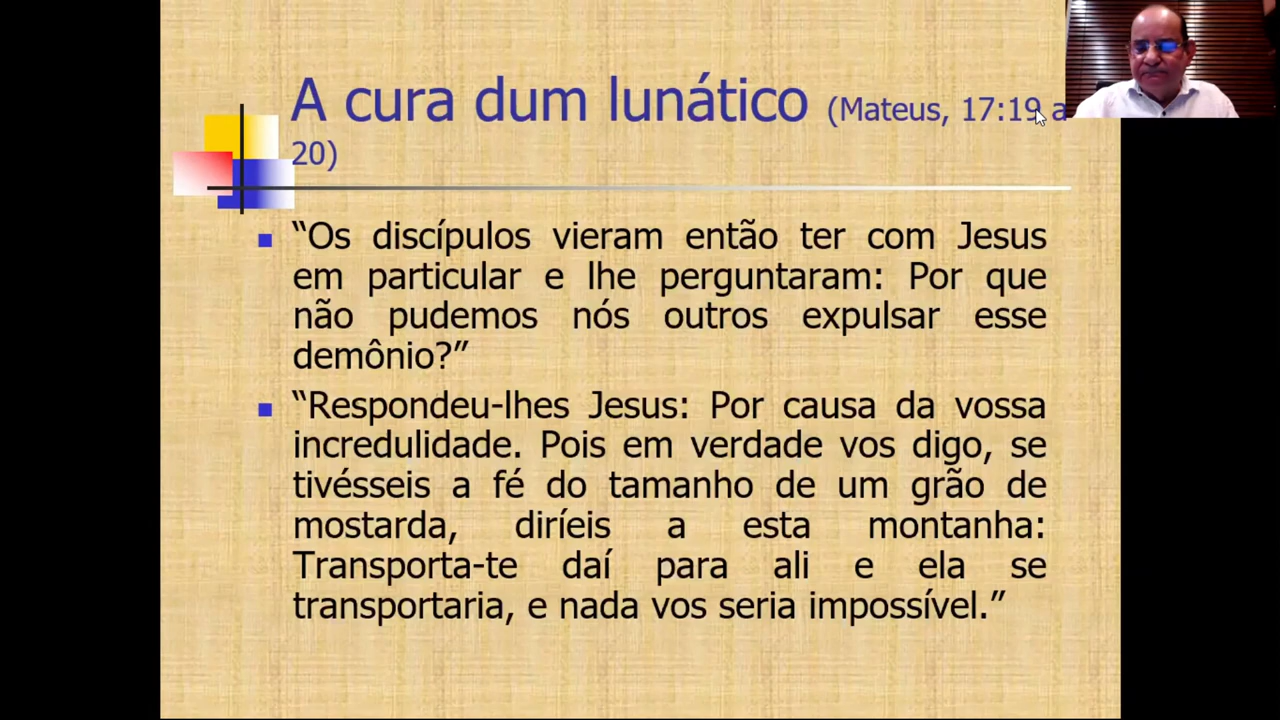 A cura dum lunático (Mateus, 17:19 a
20)
“Os discípulos vieram então ter com Jesus
em particular e lhe perguntaram: Por que
não pudemos nós outros expulsar esse
demônio?”
“Respondeu-lhes Jesus: Por causa da vossa
incredulidade. Pois em verdade vos digo, se
tivésseis a fé do tamanho de um grão de
mostarda, diríeis a esta montanha:
Transporta-te daí para ali e ela se
transportaria, e nada vos seria impossível.”